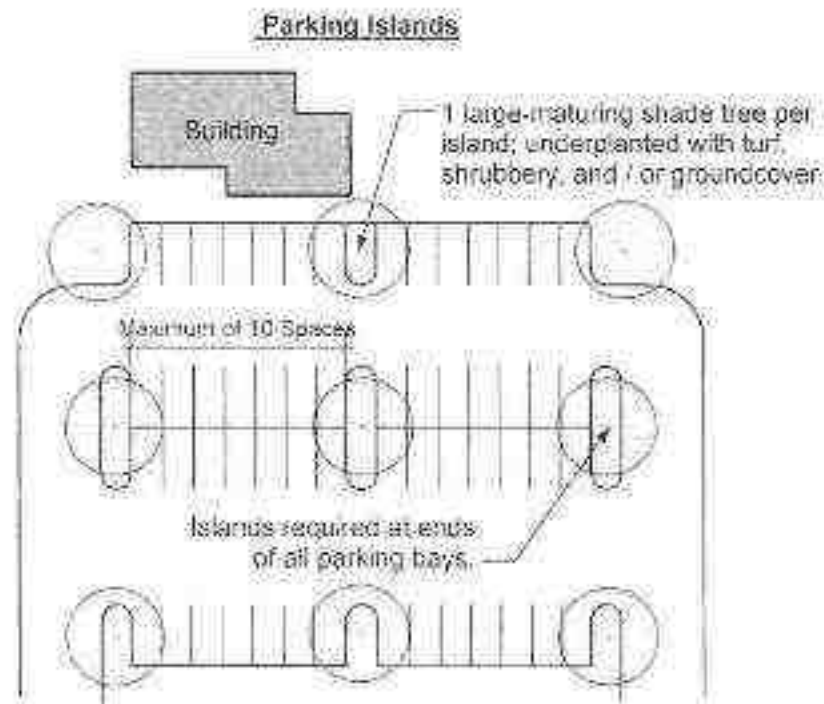 Parking Islands
Building
1 large-maturing shade tree per
island; underplanted with turf,
shrubbery, and / or groundcover
Maximum of 10 Spaces
Islands required at ends
of all parking bays.